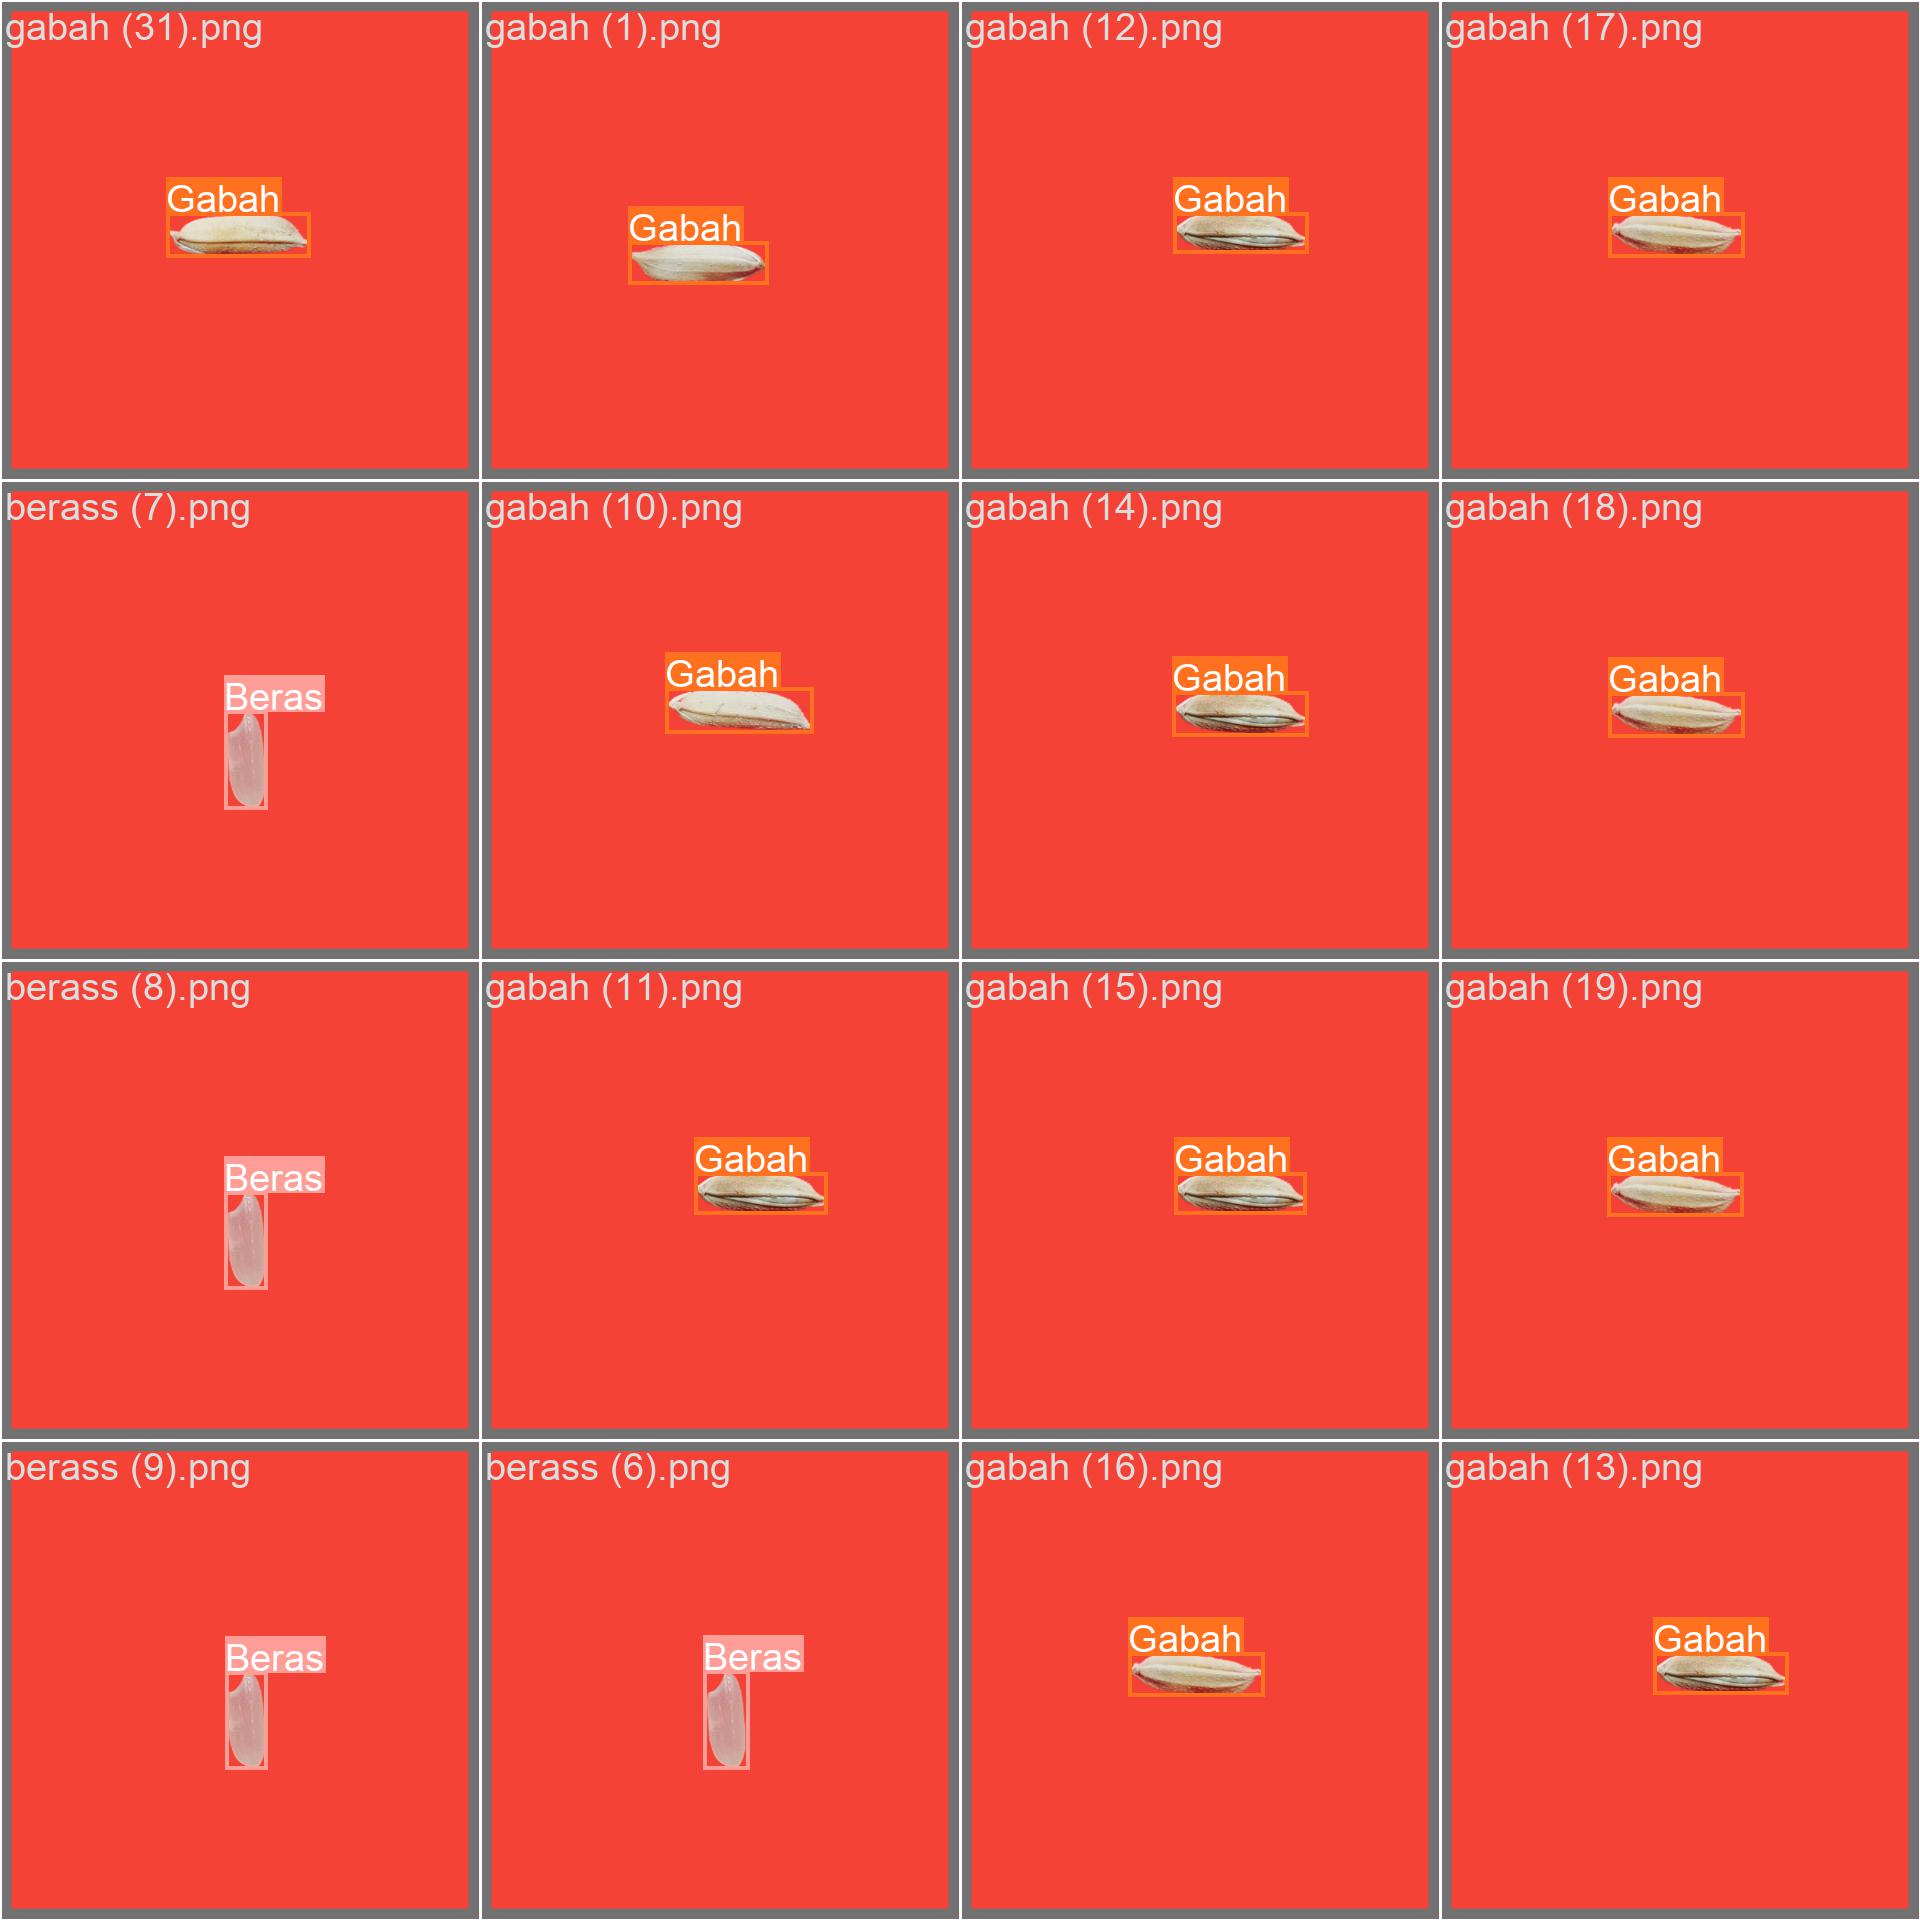 gabah (31).png
Gabah
gabah (1).png
Gabah
gabah (12).png
Gabah
gabah (17).png
Gabah
berass (7).png
Beras
gabah (10).png
Gabah
gabah (14).png
Gabah
gabah (18).png
Gabah
berass (8).png
Beras
gabah (11).png
Gabah
gabah (15).png
Gabah
gabah (19).png
Gabah
berass (9).png
Beras
berass (6).png
Beras
gabah (16).png
Gabah
gabah (13).png
Gabah